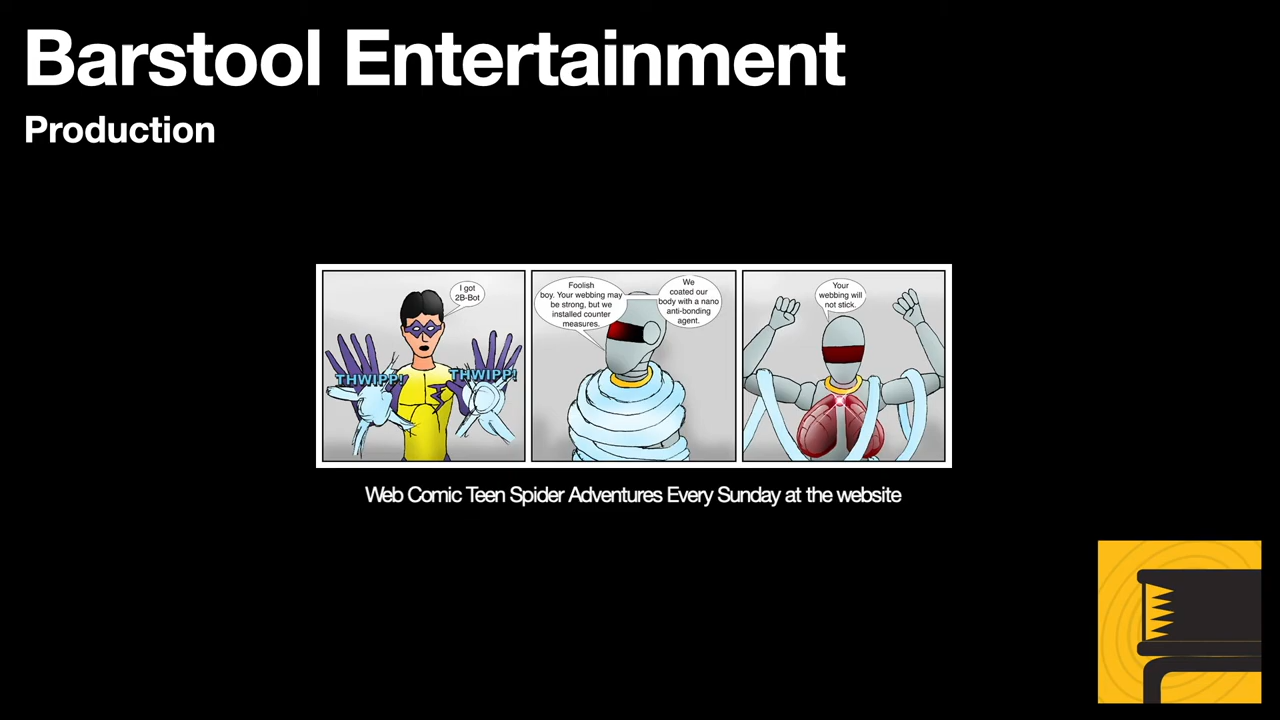 Barstool Entertainment
Production
I got
2B-Bot
THWIPP!
THWIPP!
Foolish
boy. Your webbing may
be strong, but we
installed counter
measures.
We
coated our
body with a nano
anti-bonding
agent.
Your
webbing will
not stick.
Web Comic Teen Spider Adventures Every Sunday at the website